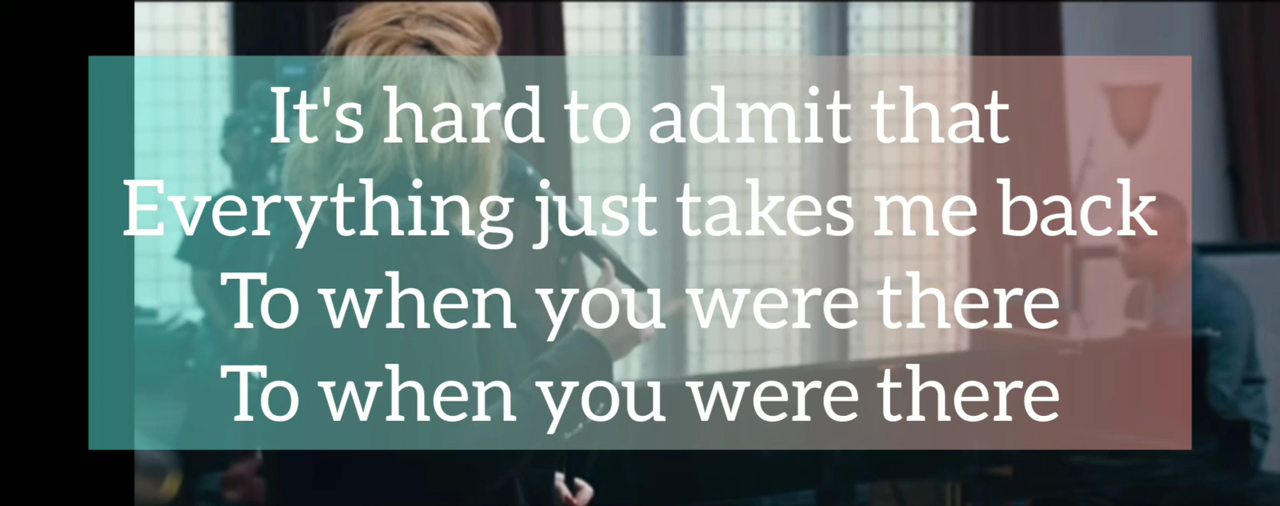 It's hard to admit that
Everything just takes me back
To when you were there
To when you were there